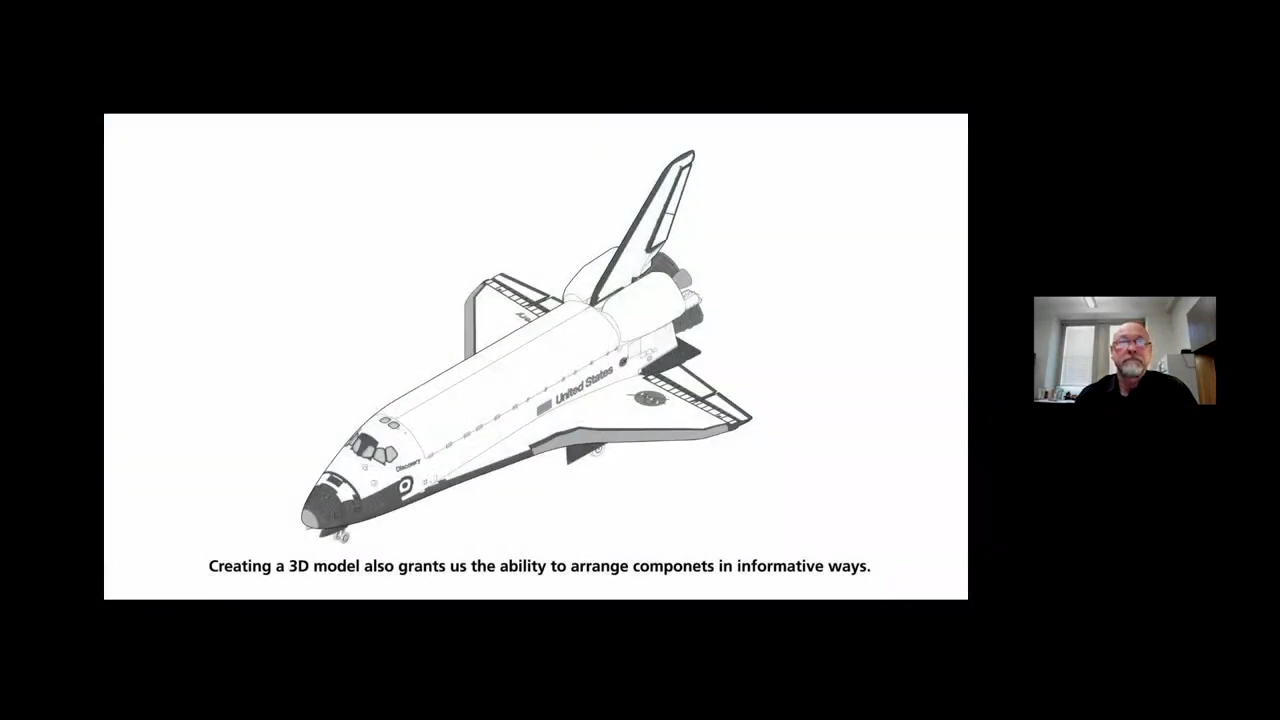 United States
Discovery
Creating a 3D model also grants us the ability to arrange componets in informative ways.